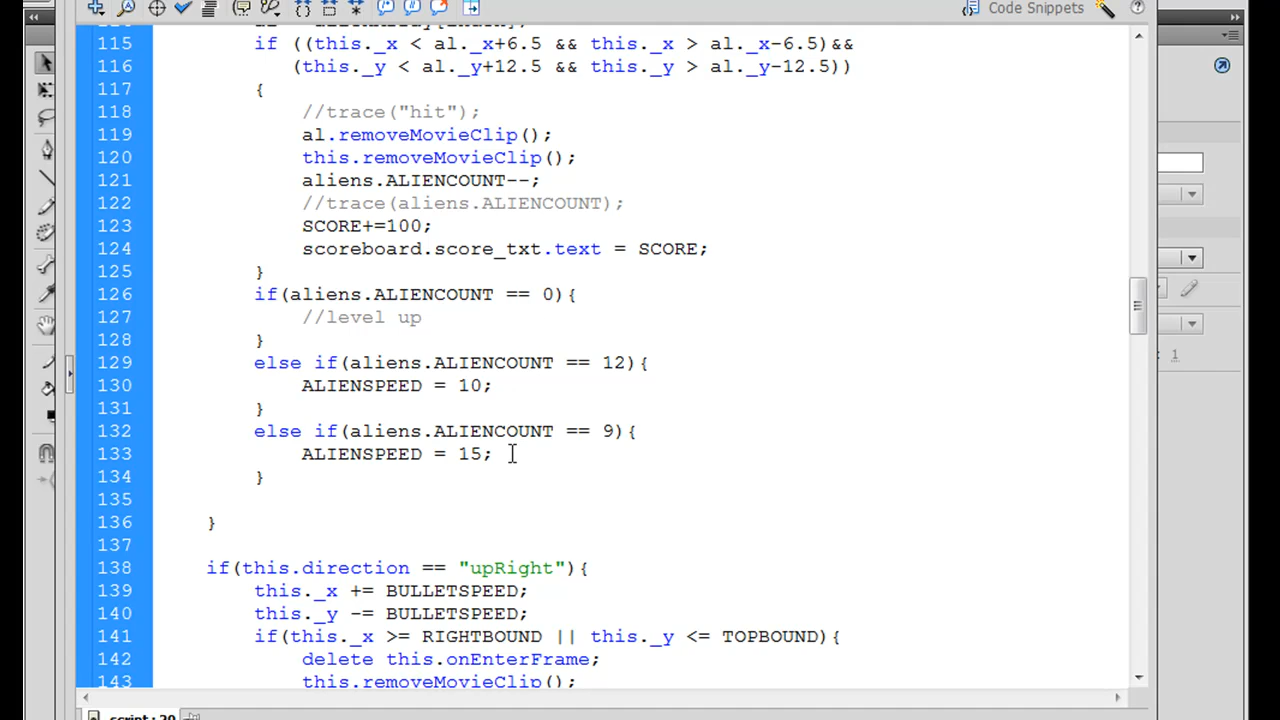 Code Snippets
115 if ((this._x < al._x+6.5 && this._x > al._x-6.5)&&
116 (this._y < al._y+12.5 && this._y > al._y-12.5))
117 {
118 //trace("hit");
119 al.removeMovieClip();
120 this.removeMovieClip();
121 aliens.ALIENCOUNT--;
122 //trace(aliens.ALIENCOUNT);
123 SCORE+=100;
124 scoreboard.score_txt.text = SCORE;
125 }
126 if(aliens.ALIENCOUNT == 0){
127 //level up
128 }
129 else if(aliens.ALIENCOUNT == 12){
130 ALIENSPEED = 10;
131 }
132 else if(aliens.ALIENCOUNT == 9){
133 ALIENSPEED = 15;
134 }
135
136 }
137
138 if(this.direction == "upRight"){
139 this._x += BULLETSPEED;
140 this._y -= BULLETSPEED;
141 if(this._x >= RIGHTBOUND || this._y <= TOPBOUND){
142 delete this.onEnterFrame;
143 this.removeMovieClip();
: 1